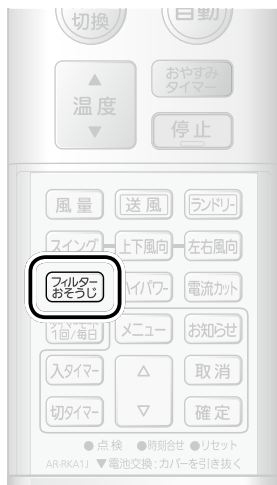 切換
自動
温度
おやすみ
タイマー
停止
風量
送風
ランドリー
スイング
上下風向
左右風向
フィルター
おそうじ
ハイパワー
電流カット
1回/毎日
メニュー
お知らせ
入タイマー
取消
切タイマー
確定
●点検 ●時刻合せ ●リセット
AR-RKA1J ▼電池交換:カバーを引き抜く